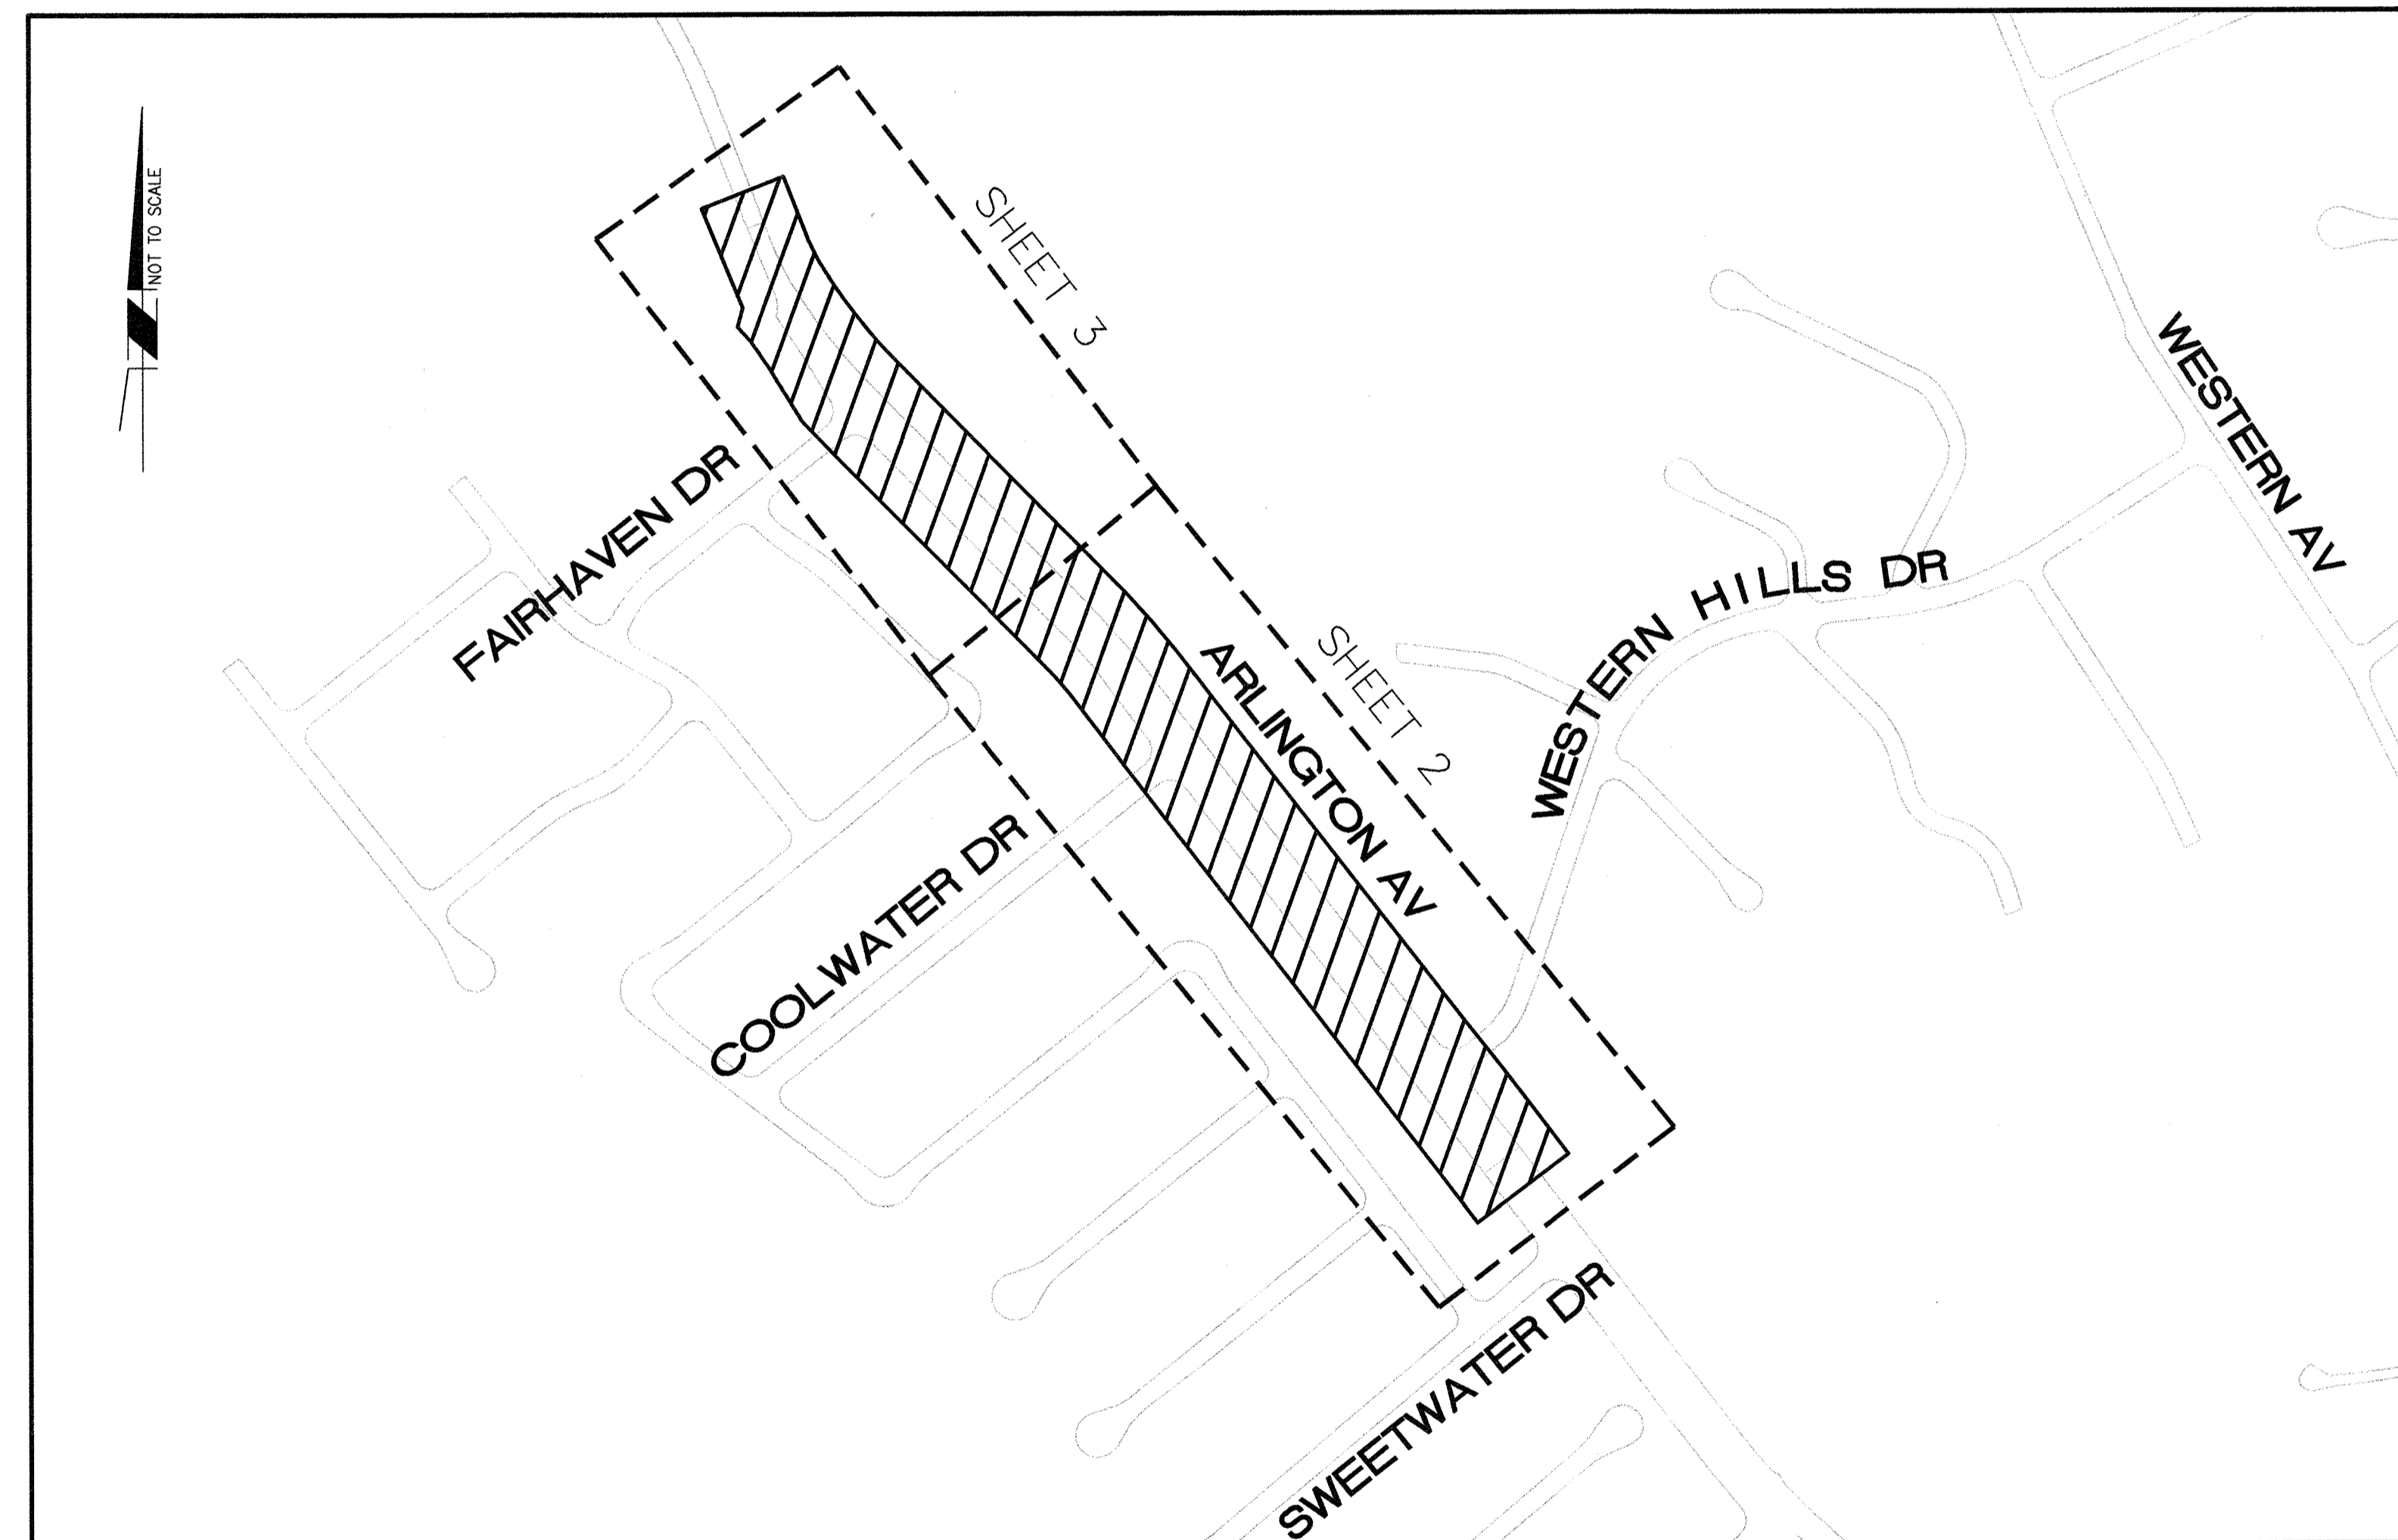 NOT TO SCALE
SHEET 3
WESTERN AV
FAIRHAVEN DR
WESTERN HILLS DR
SHEET 2
ARLINGTON AV
COOLWATER DR
SWEETWATER DR